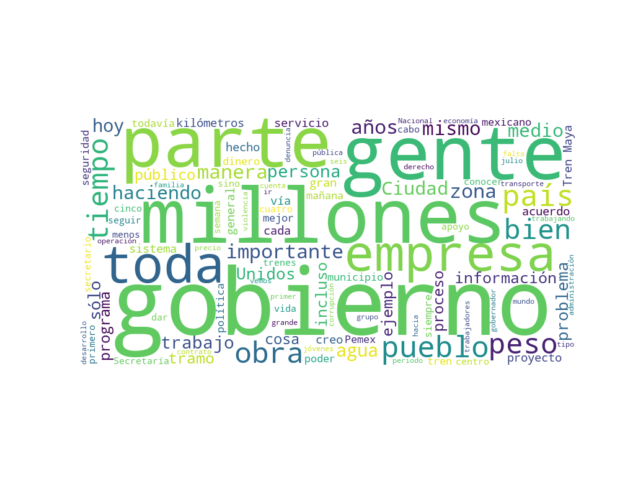 hoy
todavía
kilómetros
servicio
denuncia
años
Nacional
economía
cabo
mismo
mexicano
medio
seguridad
parte
hecho
pública
gente
falta
julio
Tren Maya
tiempo
público
dinero
seis
derecho
manera
persona
haciendo
familia
sino
cuenta
ir
gran
mañana
Ciudad
zona
conocer
transporte
país
cinco
semana
general
cuatro
violencia
vía
mejor
cada
millones
apoyo
acuerdo
trabajando
bien
seguir
menos
operación
sistema
toda
precio
importante
empresa
secretario
Unidos
trenes
vemos
municipio
incluso
información
problema
administración
sólo
programa
gobierno
política
corrupción
primer
vida
ejemplo
siempre
proceso
trabajadores
gobernador
mundo
dar
grande
grupo
hacia
desarrollo
primero
trabajo
cosa
creo
Pemex
pueblo
peso
tipo
contrato
obra
jóvenes
agua
Secretaría
tramo
poder
periodo
tren
centro
proyecto